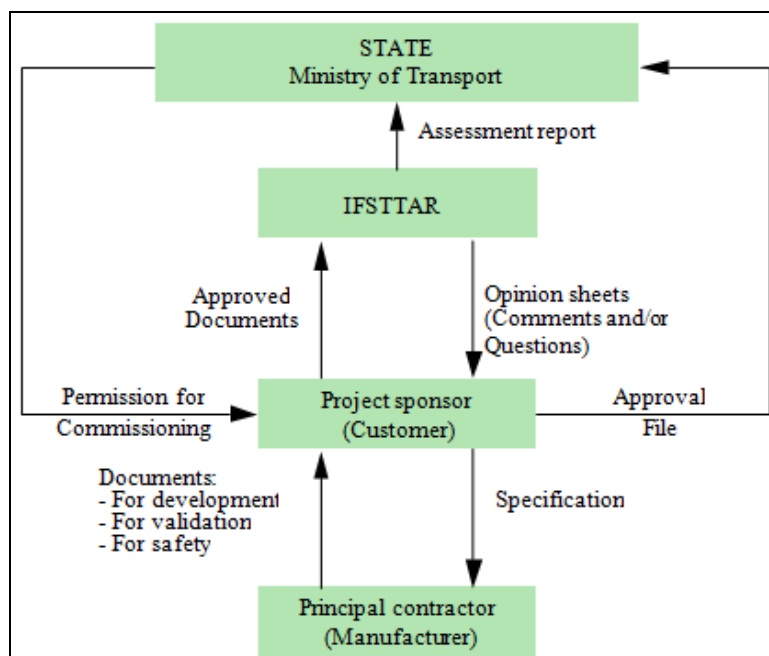 STATE
Ministry of Transport
Assessment report
IFSTTAR
Approved
Documents
Opinion sheets
(Comments and/or
Questions)
Permission for
Commissioning
Project sponsor
(Customer)
Approval
File
Documents:
- For development
- For validation
- For safety
Specification
Principal contractor
(Manufacturer)